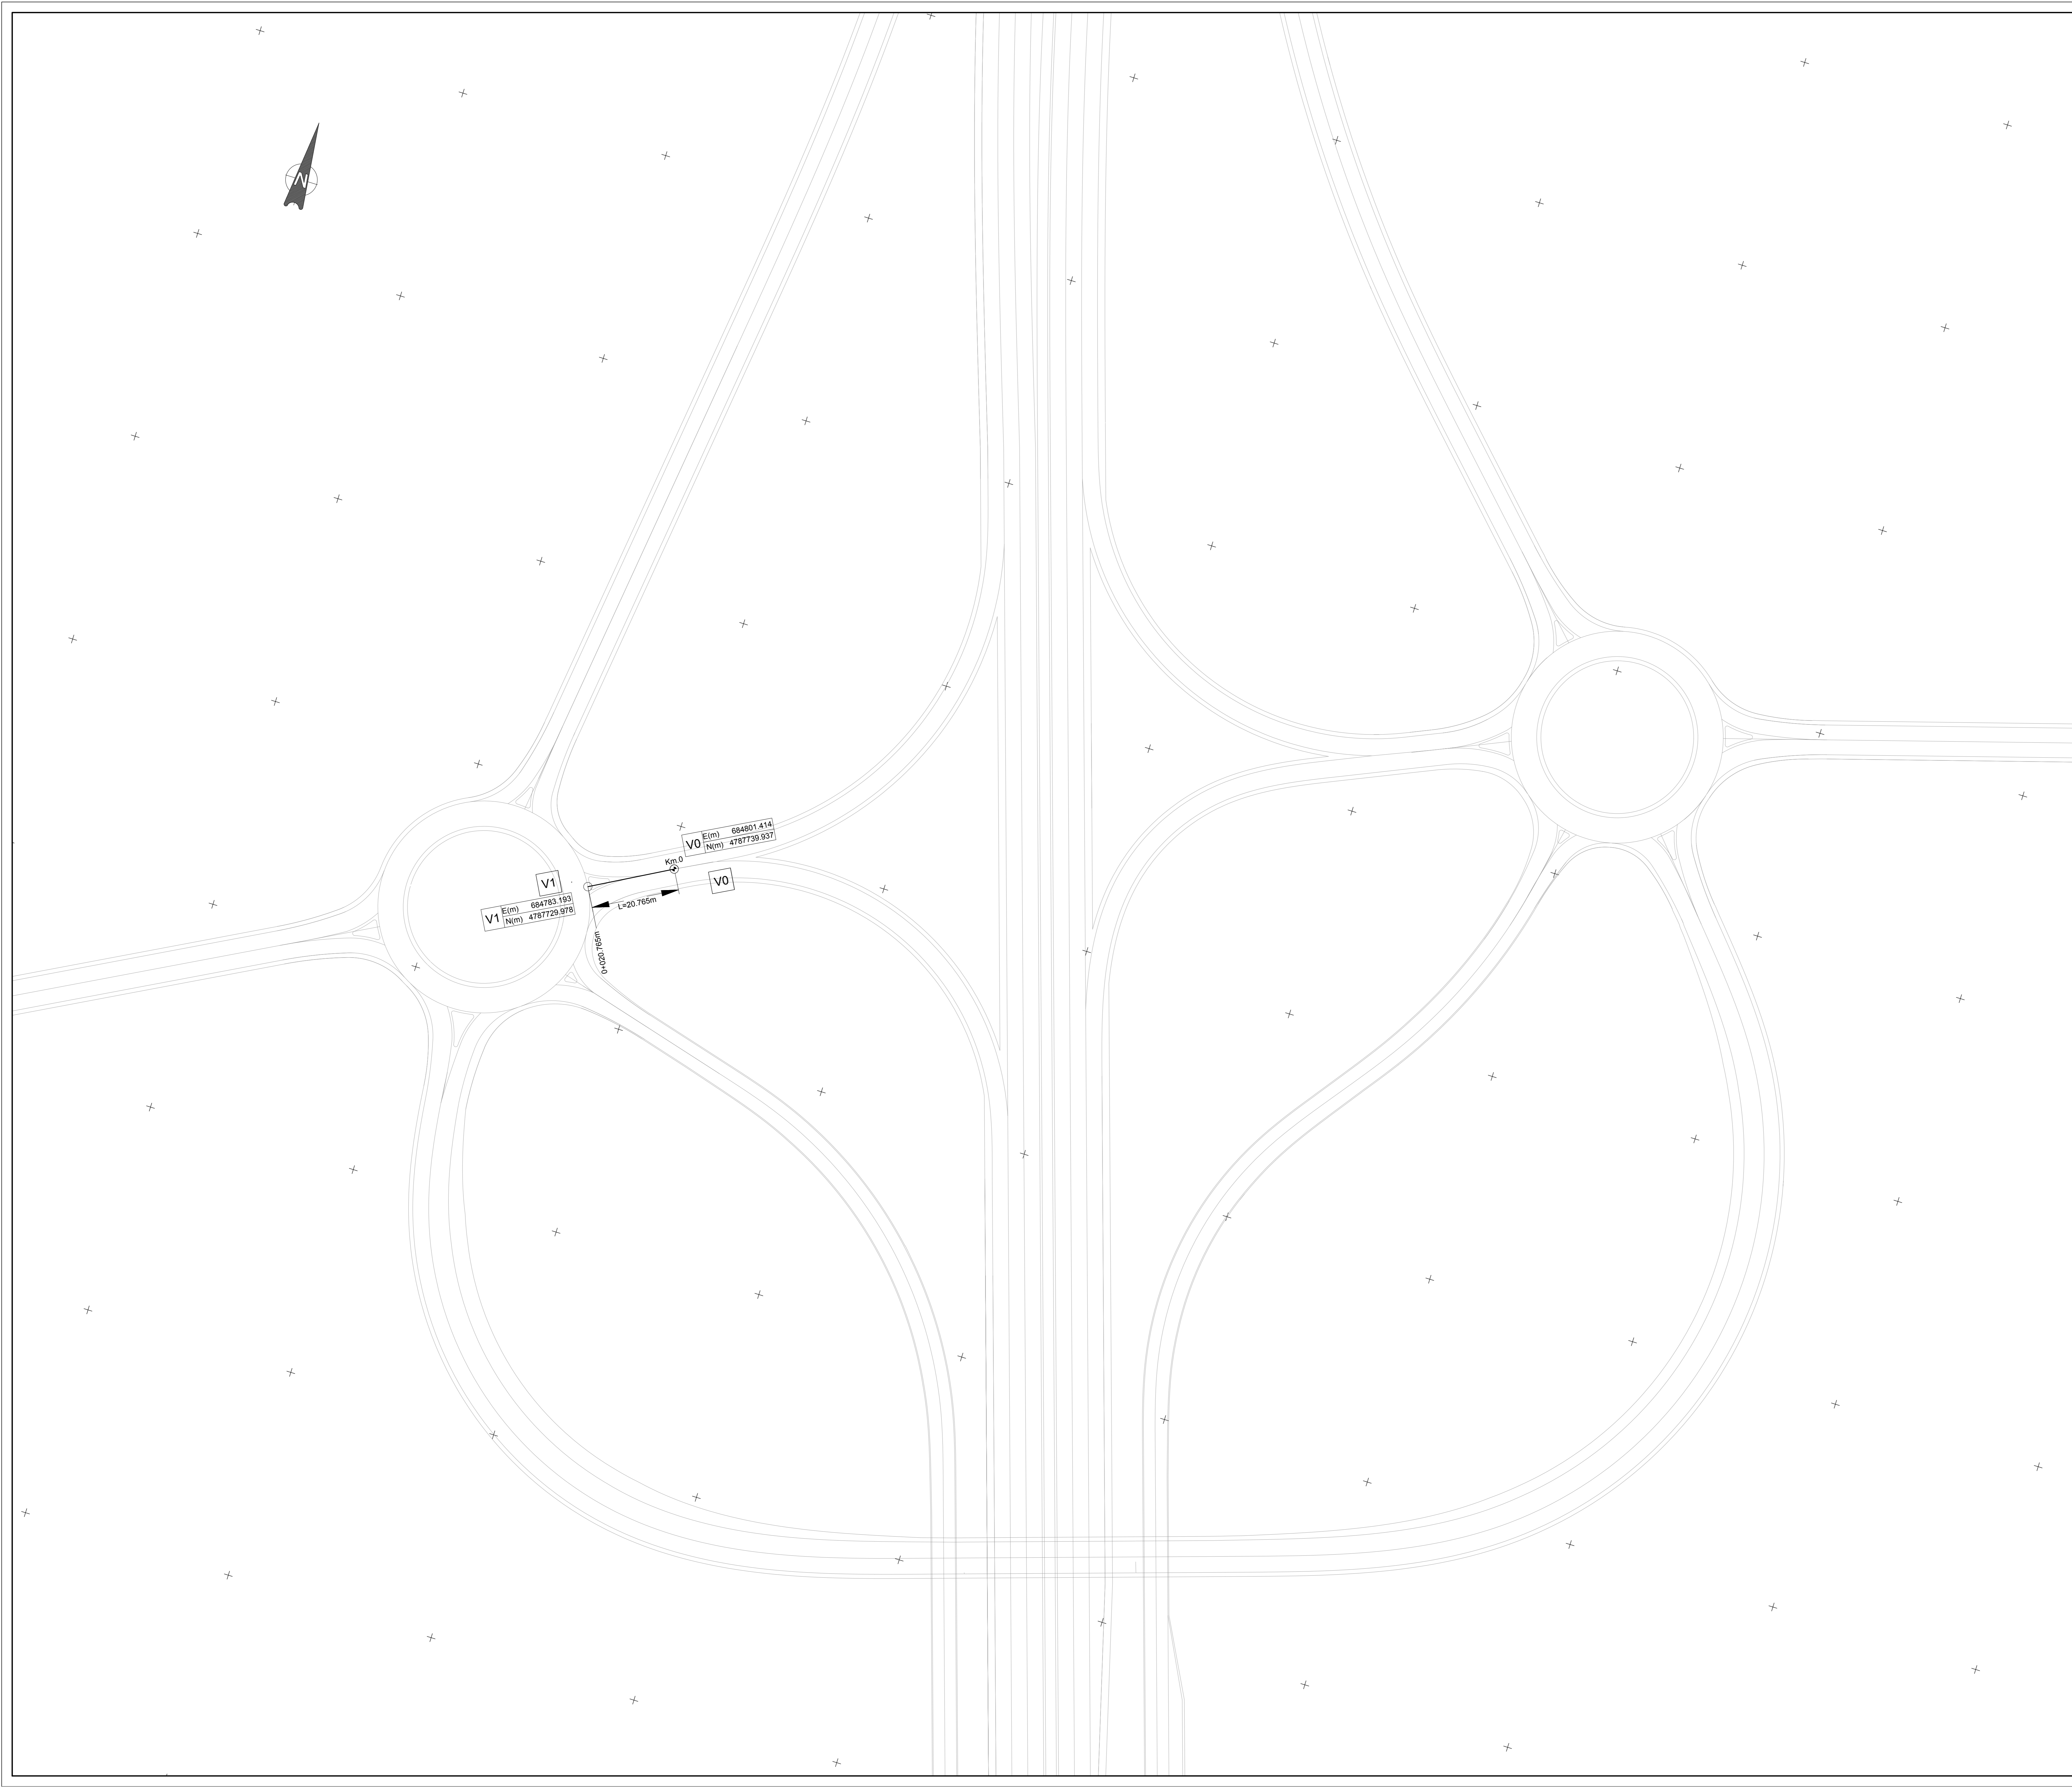 N
V0
E(m) 684801.414
N(m) 4787739.937
Km.0
V1
V0
V1
E(m) 684783.193
N(m) 4787729.978
L=20.765m
0+020.765m